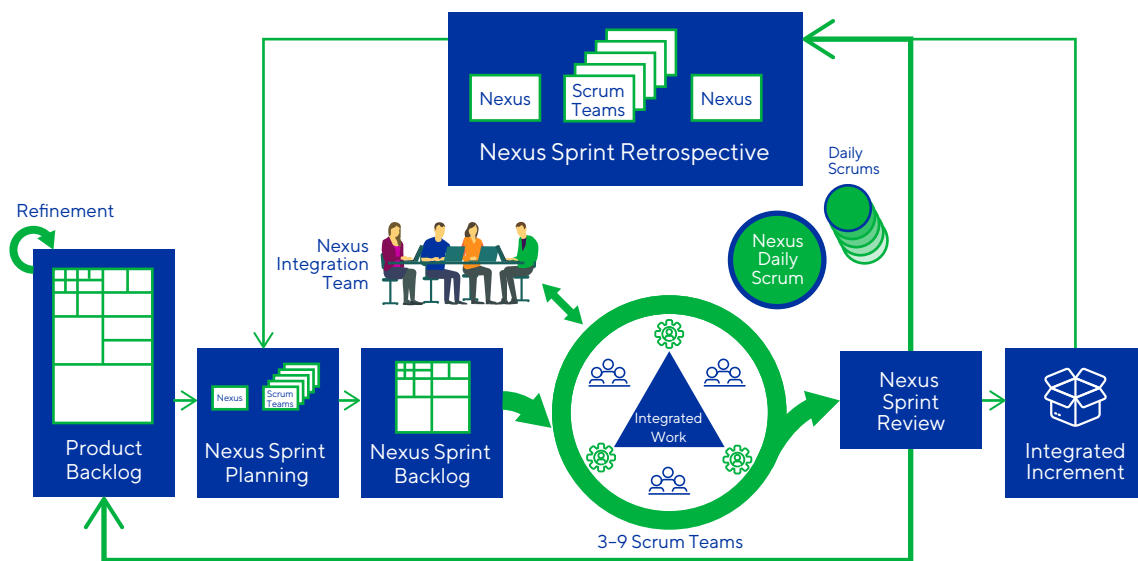 Nexus
Scrum
Teams
Nexus
Nexus Sprint Retrospective
Daily
Scrums
Refinement
Nexus
Integration
Team
Nexus
Daily
Scrum
Product
Backlog
Nexus
Scrum
Teams
Nexus Sprint
Planning
Nexus Sprint
Backlog
Integrated
Work
3–9 Scrum Teams
Nexus
Sprint
Review
Integrated
Increment